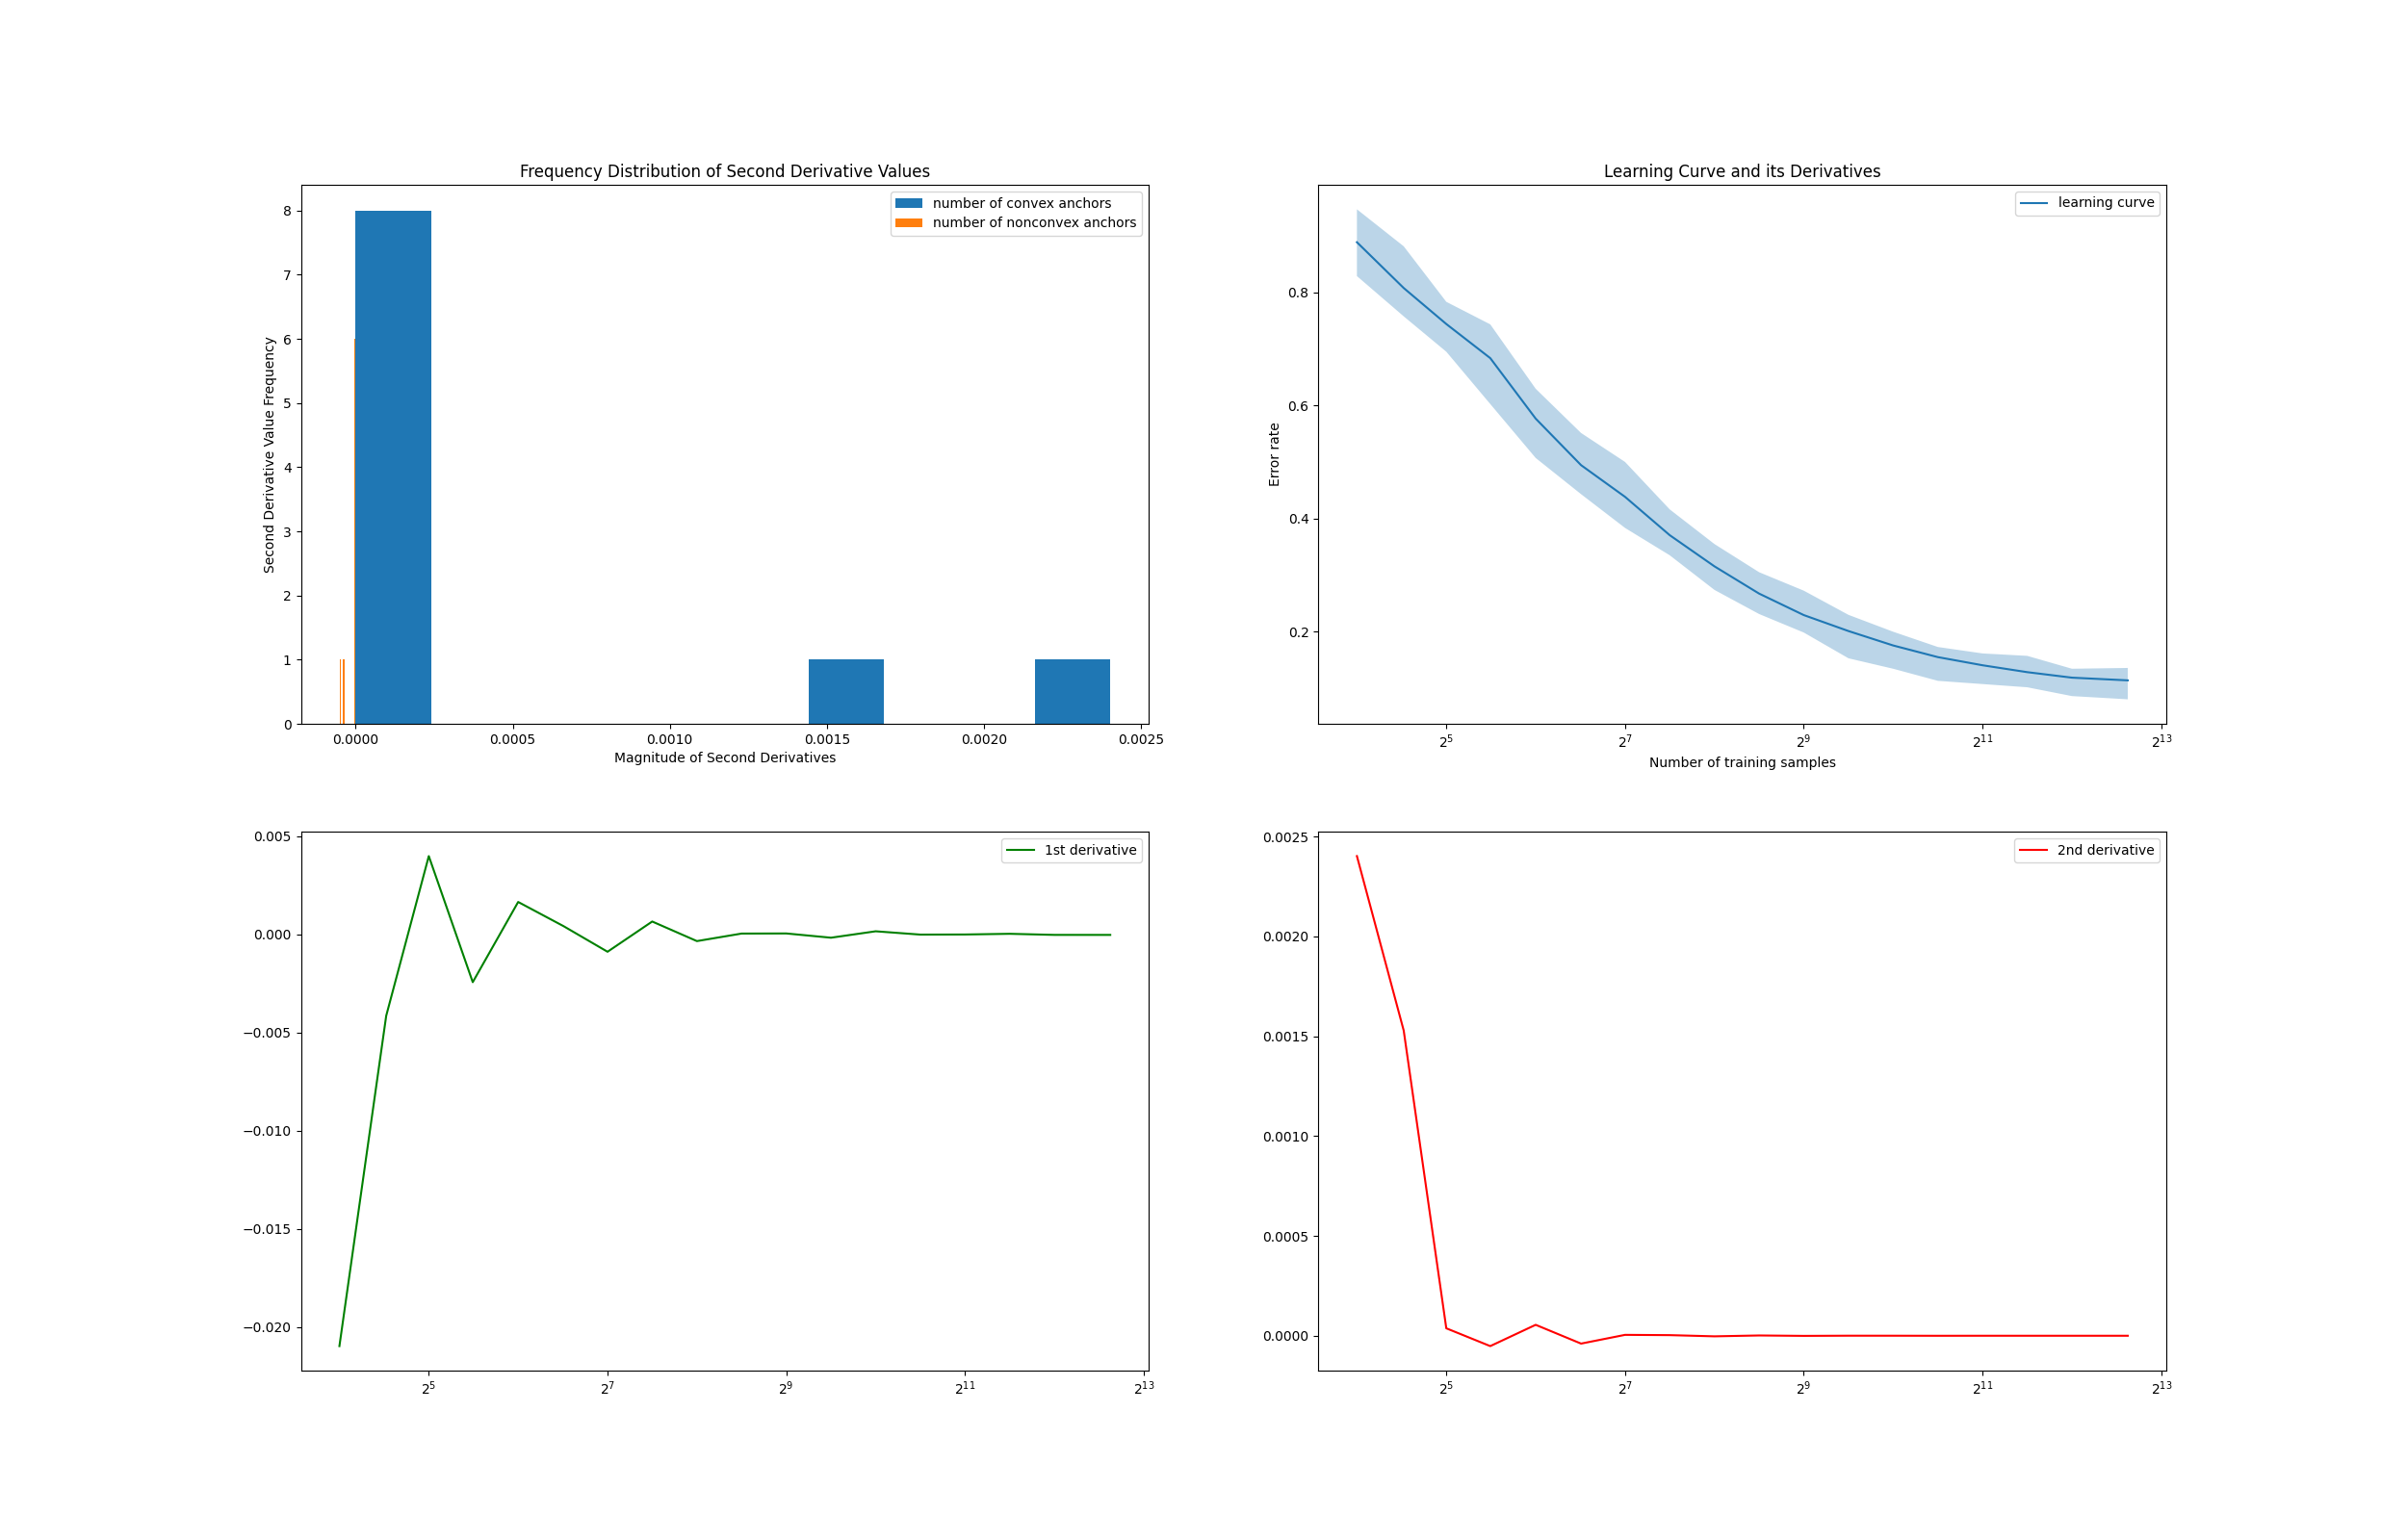 Frequency Distribution of Second Derivative Values
number of convex anchors
number of nonconvex anchors
8
7
6
5
4
3
2
1
0
Second Derivative Value Frequency
0.0000 0.0005 0.0010 0.0015 0.0020 0.0025
Magnitude of Second Derivatives
Learning Curve and its Derivatives
learning curve
0.8
0.6
0.4
0.2
Error rate
2^5 2^7 2^9 2^11 2^13
Number of training samples
1st derivative
0.005
0.000
−0.005
−0.010
−0.015
−0.020
2^5 2^7 2^9 2^11 2^13
2nd derivative
0.0025
0.0020
0.0015
0.0010
0.0005
0.0000
2^5 2^7 2^9 2^11 2^13